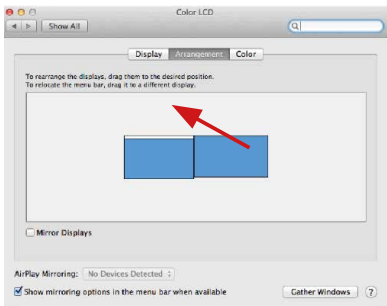 Color LCD
Show All
Display Arrangement Color
To rearrange the displays, drag them to the desired position.
To relocate the menu bar, drag it to a different display.
Mirror Displays
AirPlay Mirroring: No Devices Detected
Show mirroring options in the menu bar when available
Gather Windows ?